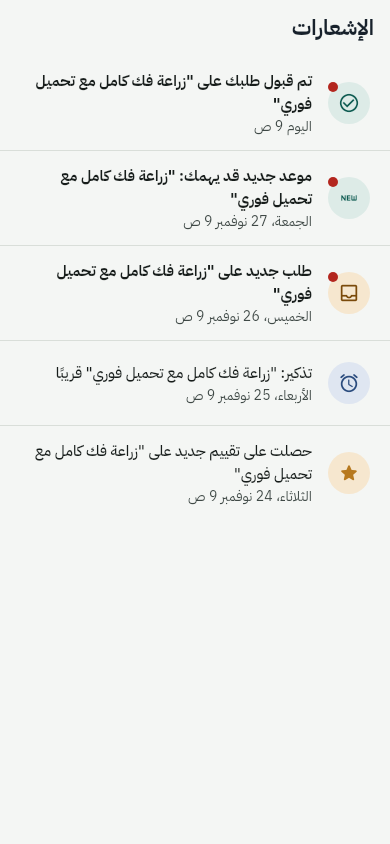 الإشعارات
تم قبول طلبك على "زراعة فك كامل مع تحميل
فوري"
اليوم 9 ص
موعد جديد قد يهمك: "زراعة فك كامل مع
تحميل فوري"
NEW
الجمعة، 27 نوفمبر 9 ص
طلب جديد على "زراعة فك كامل مع تحميل
فوري"
الخميس، 26 نوفمبر 9 ص
تذكير: "زراعة فك كامل مع تحميل فوري" قريبًا
الأربعاء، 25 نوفمبر 9 ص
حصلت على تقييم جديد على "زراعة فك كامل مع
تحميل فوري"
الثلاثاء، 24 نوفمبر 9 ص